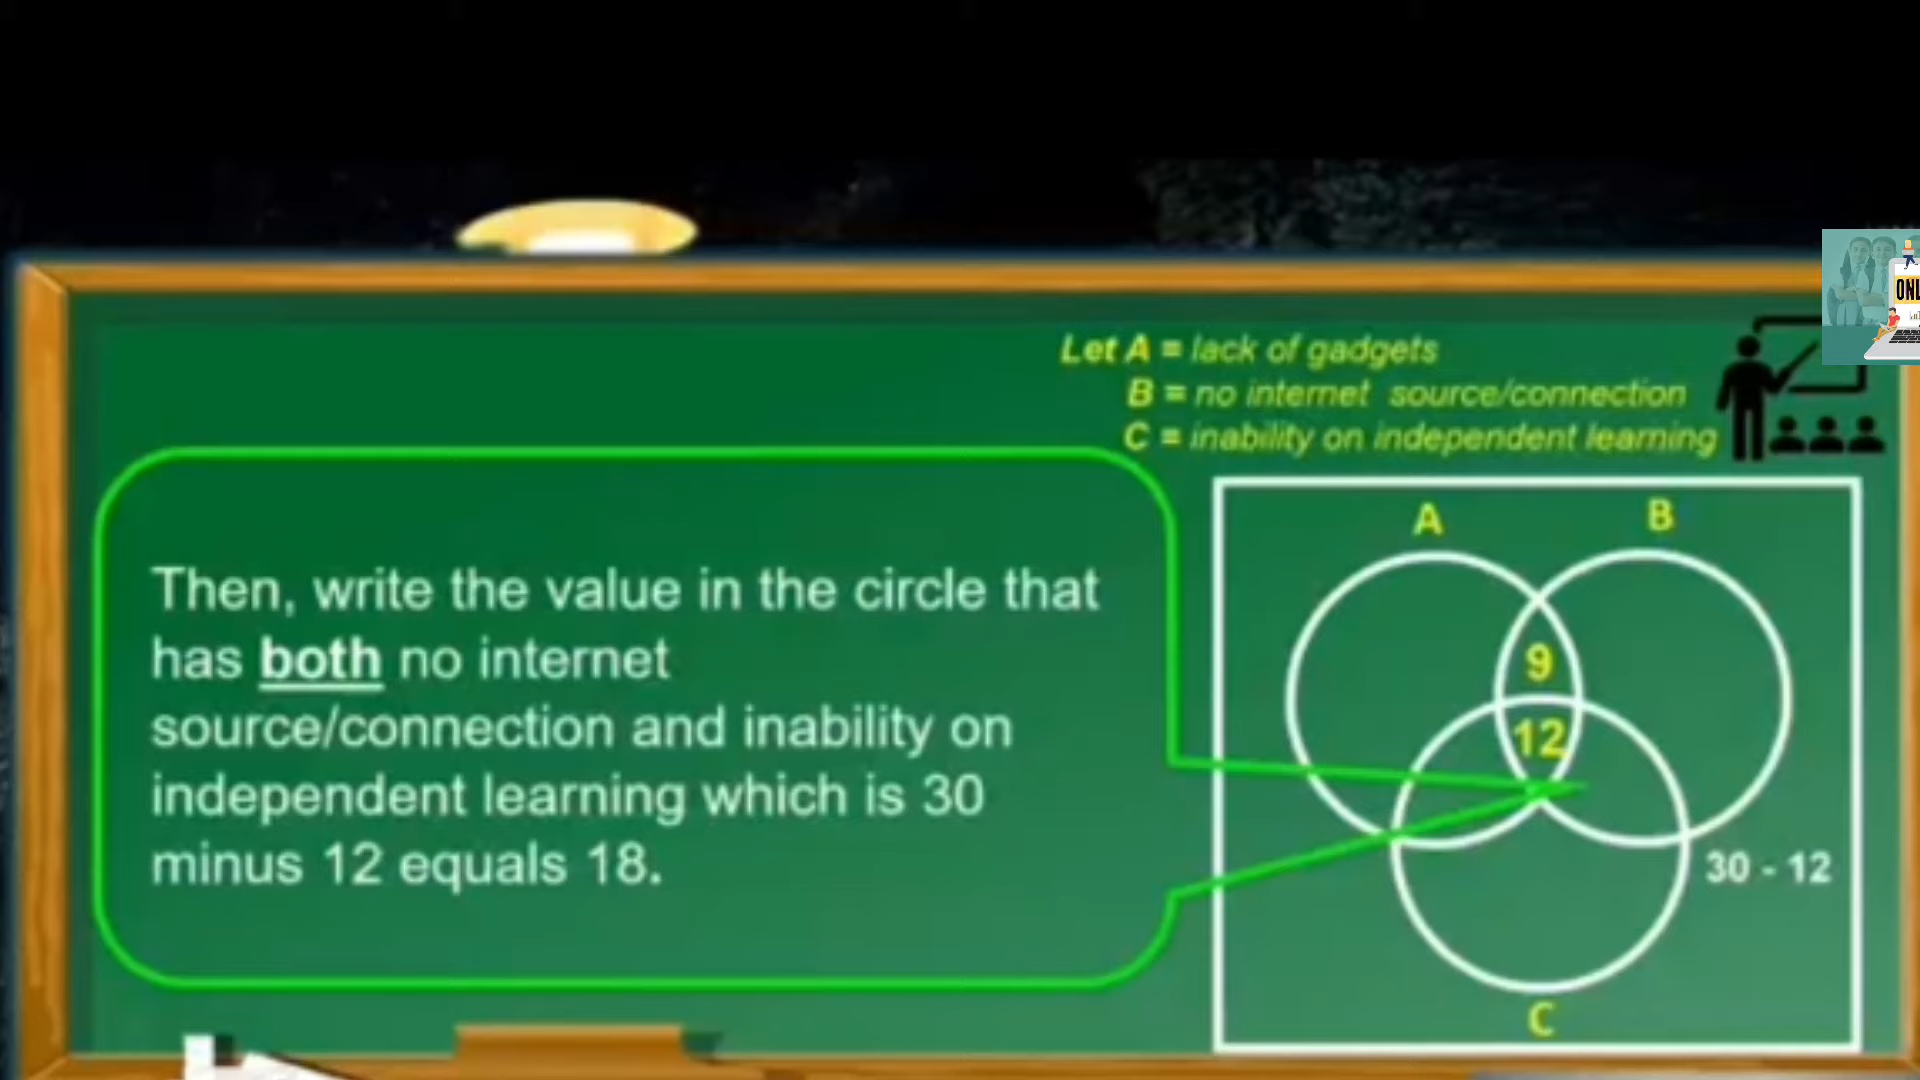 Let A = lack of gadgets
B = no internet source/connection
C = inability on independent learning
Then, write the value in the circle that
has both no internet
source/connection and inability on
independent learning which is 30
minus 12 equals 18.
A
B
9
12
30 - 12
C